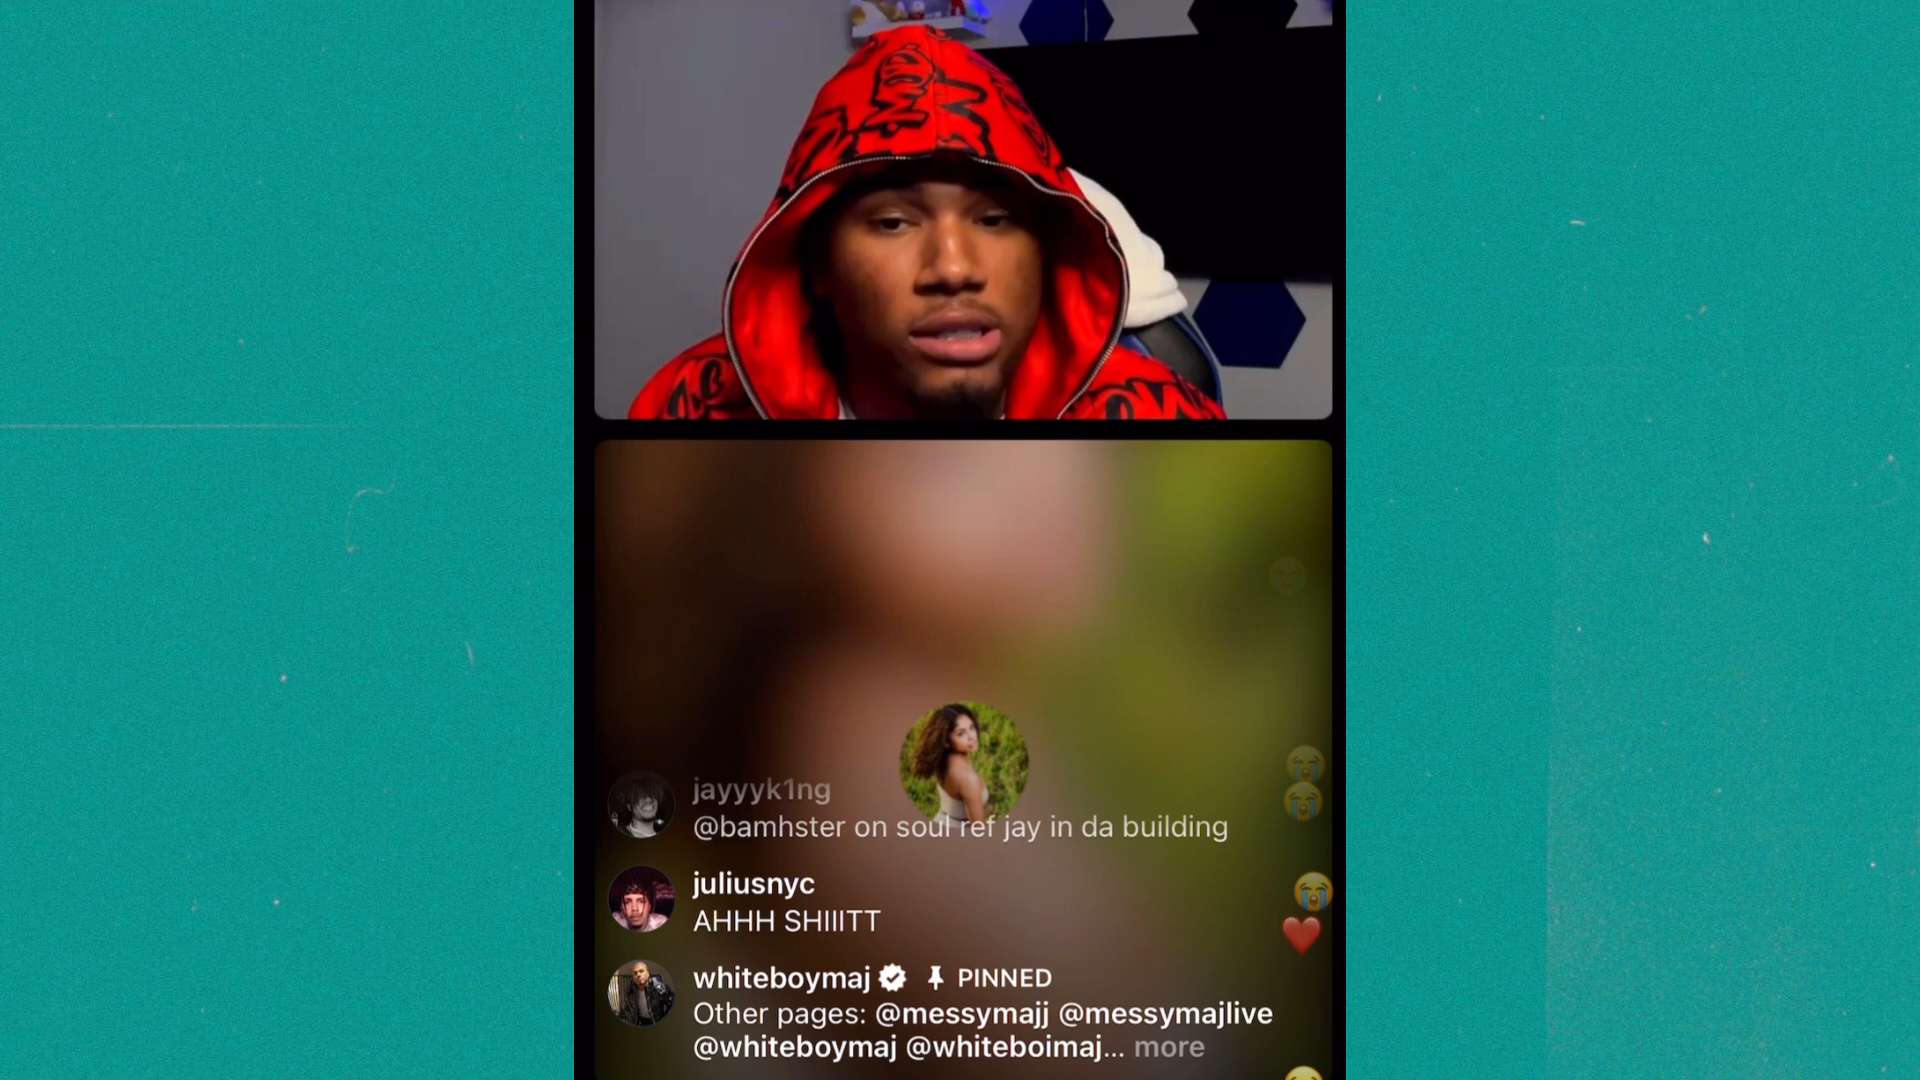 jayyyk1ng
@bamhster on soul ref jay in da building
juliusnyc
AHHH SHIIITT
whiteboymaj PINNED
Other pages: @messymajj @messymajlive
@whiteboymaj @whiteboimaj... more